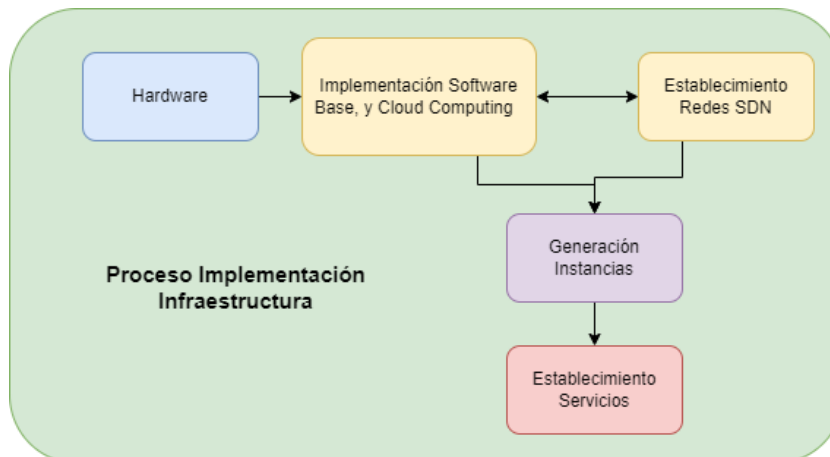 Hardware
Implementación Software
Base, y Cloud Computing
Establecimiento
Redes SDN
Generación
Instancias
Proceso Implementación
Infraestructura
Establecimiento
Servicios